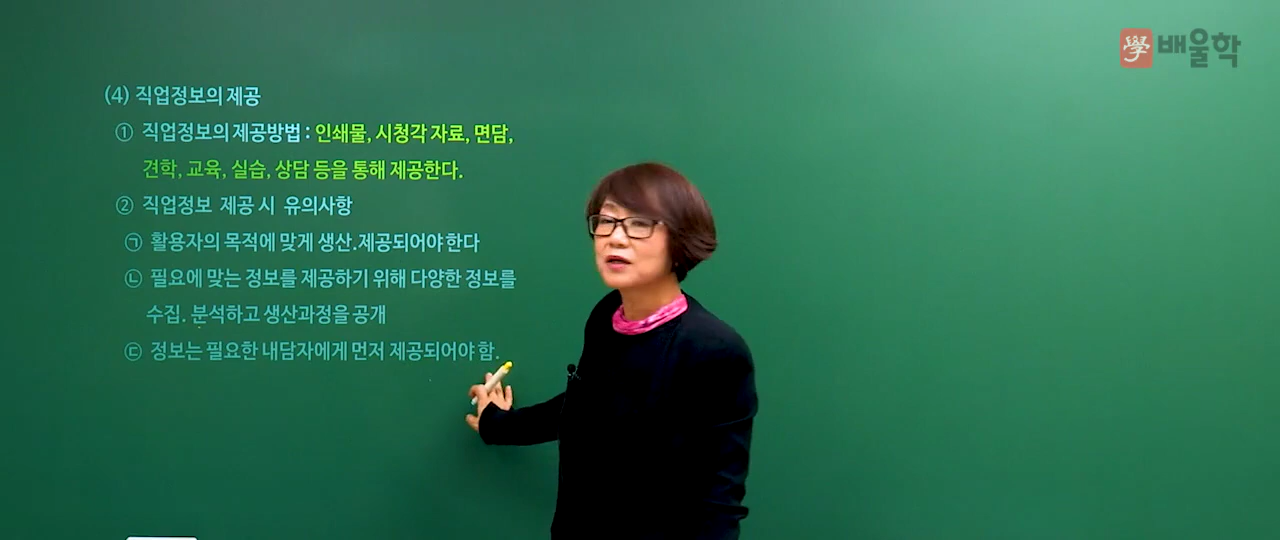 學 배울학
(4) 직업정보의 제공
① 직업정보의 제공방법 : 인쇄물, 시청각 자료, 면담,
견학, 교육, 실습, 상담 등을 통해 제공한다.
② 직업정보 제공 시 유의사항
㉠ 활용자의 목적에 맞게 생산.제공되어야한다
㉡ 필요에 맞는 정보를 제공하기 위해 다양한 정보를
수집. 분석하고 생산과정을 공개
㉢ 정보는 필요한 내담자에게 먼저 제공되어야 함.